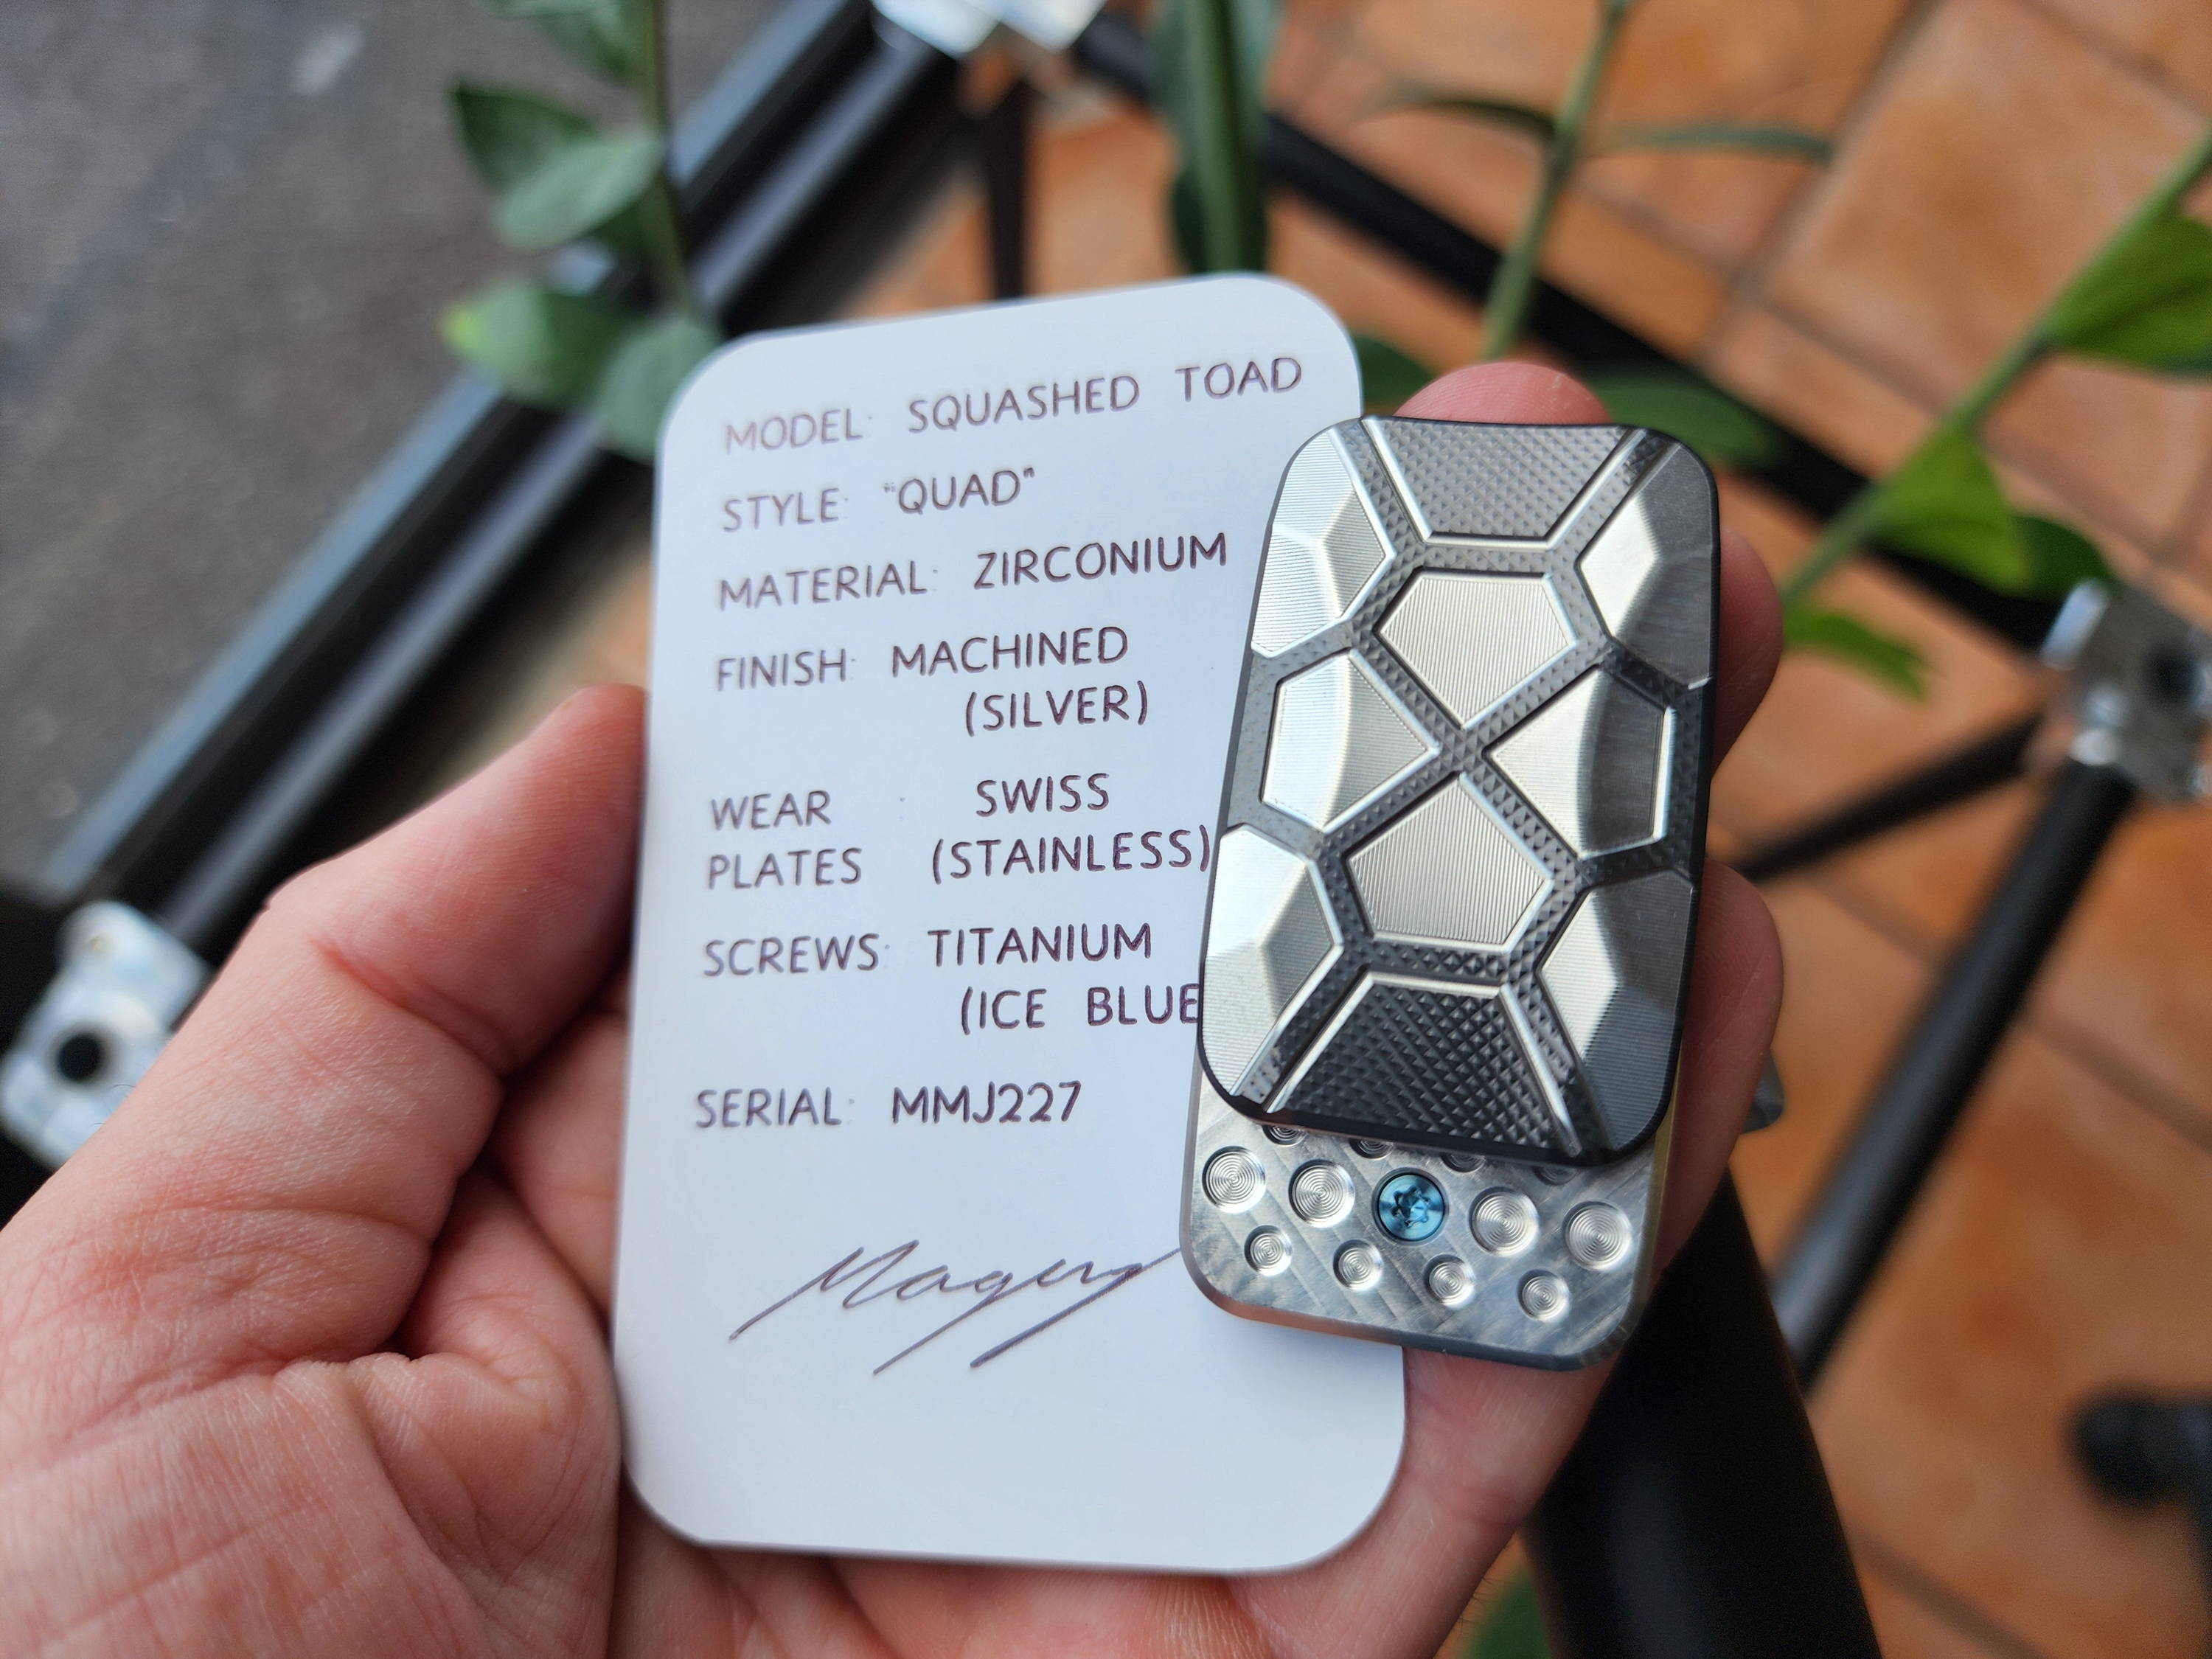 MODEL: SQUASHED TOAD
STYLE: "QUAD"
MATERIAL: ZIRCONIUM
FINISH: MACHINED
(SILVER)
WEAR : SWISS
PLATES (STAINLESS)
SCREWS: TITANIUM
(ICE BLUE
SERIAL: MMJ227